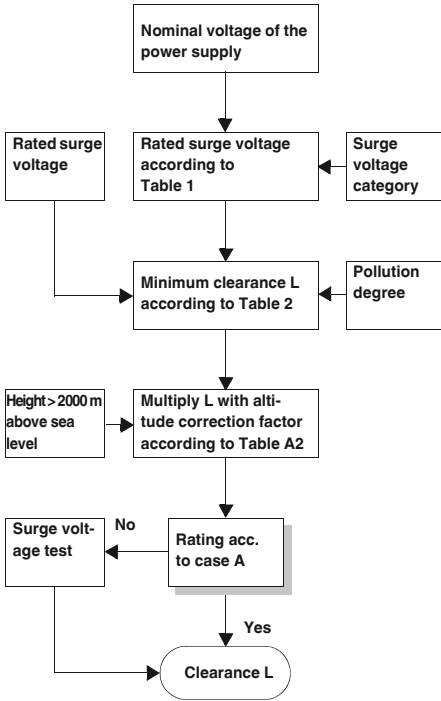 Nominal voltage of the
power supply
Rated surge
voltage
Rated surge voltage
according to
Table 1
Surge
voltage
category
Minimum clearance L
according to Table 2
Pollution
degree
Height > 2000 m
above sea
level
Multiply L with alti-
tude correction factor
according to Table A2
Surge volt-
age test
No
Rating acc.
to case A
Yes
Clearance L